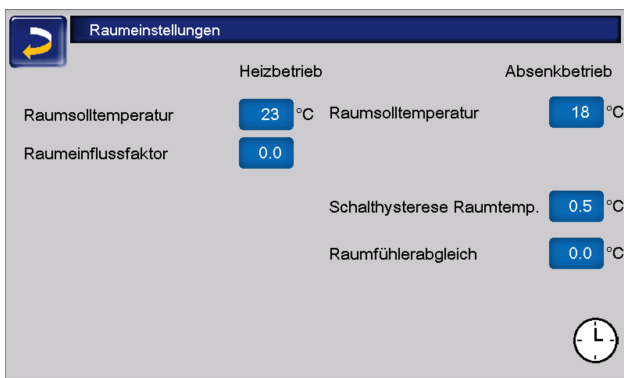 Raumeinstellungen
Heizbetrieb Absenkbetrieb
Raumsolltemperatur 23 °C Raumsolltemperatur 18 °C
Raumeinflussfaktor 0.0
Schalthysterese Raumtemp. 0.5 °C
Raumfühlerabgleich 0.0 °C